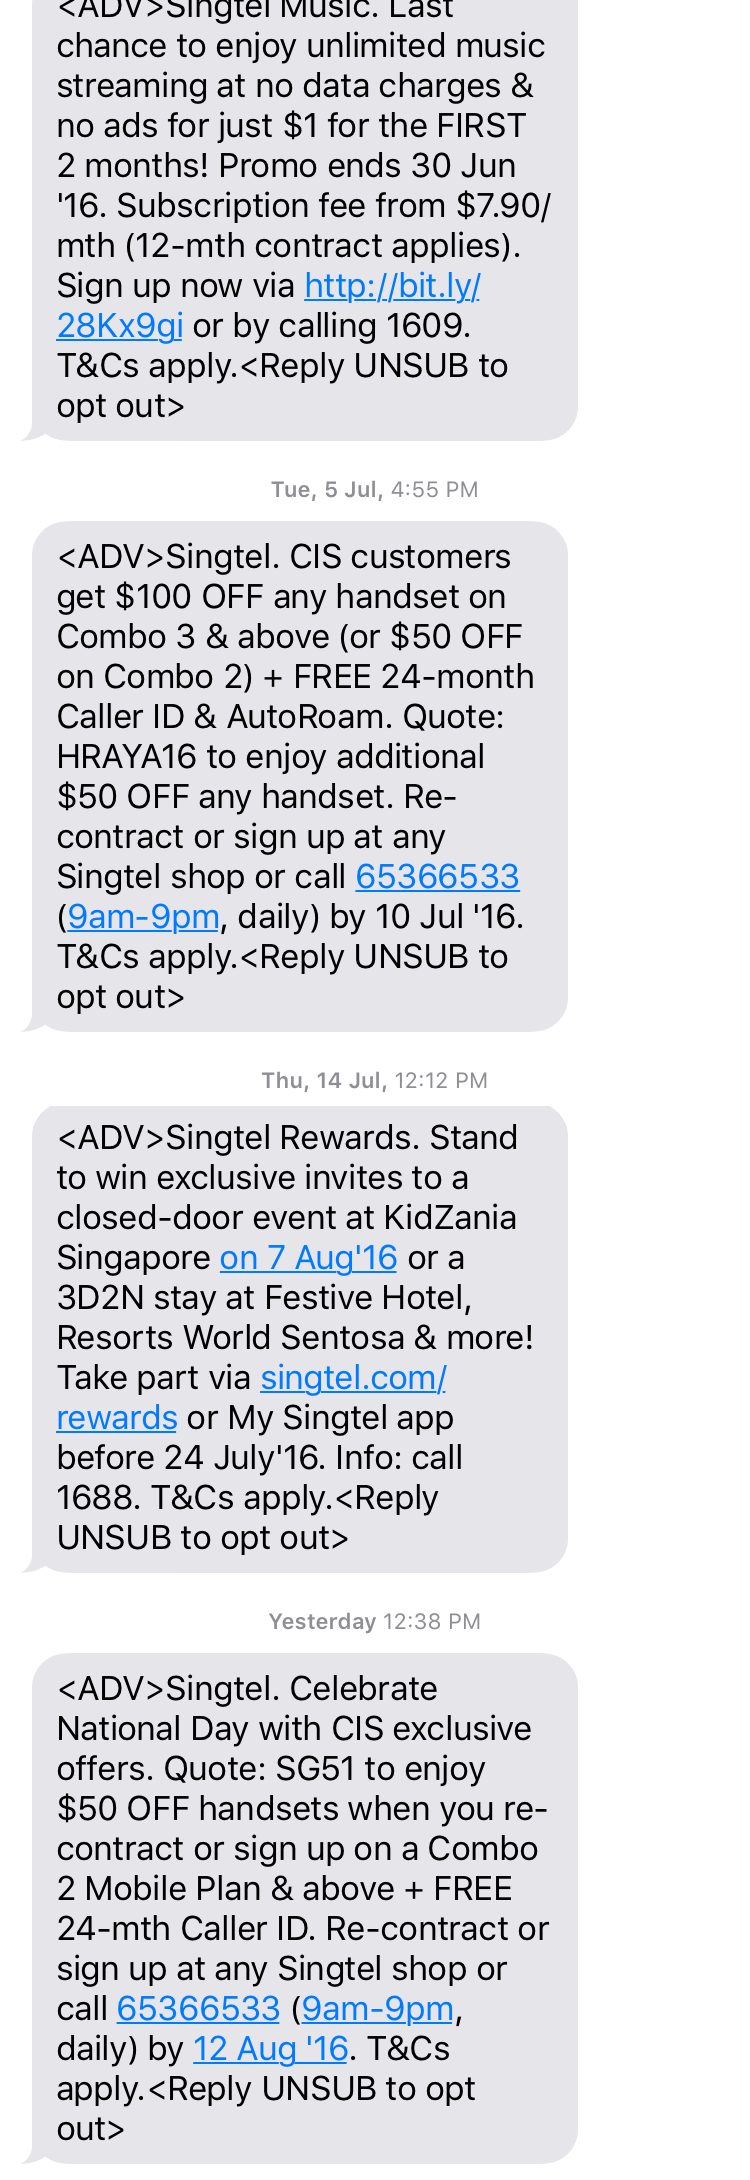 <ADV>Singtel Music. Last
chance to enjoy unlimited music
streaming at no data charges &
no ads for just $1 for the FIRST
2 months! Promo ends 30 Jun
'16. Subscription fee from $7.90/
mth (12-mth contract applies).
Sign up now via http://bit.ly/
28Kx9gi or by calling 1609.
T&Cs apply.<Reply UNSUB to
opt out>
Tue, 5 Jul, 4:55 PM
<ADV>Singtel. CIS customers
get $100 OFF any handset on
Combo 3 & above (or $50 OFF
on Combo 2) + FREE 24-month
Caller ID & AutoRoam. Quote:
HRAYA16 to enjoy additional
$50 OFF any handset. Re-
contract or sign up at any
Singtel shop or call 65366533
(9am-9pm, daily) by 10 Jul '16.
T&Cs apply.<Reply UNSUB to
opt out>
Thu, 14 Jul, 12:12 PM
<ADV>Singtel Rewards. Stand
to win exclusive invites to a
closed-door event at KidZania
Singapore on 7 Aug'16 or a
3D2N stay at Festive Hotel,
Resorts World Sentosa & more!
Take part via singtel.com/
rewards or My Singtel app
before 24 July'16. Info: call
1688. T&Cs apply.<Reply
UNSUB to opt out>
Yesterday 12:38 PM
<ADV>Singtel. Celebrate
National Day with CIS exclusive
offers. Quote: SG51 to enjoy
$50 OFF handsets when you re-
contract or sign up on a Combo
2 Mobile Plan & above + FREE
24-mth Caller ID. Re-contract or
sign up at any Singtel shop or
call 65366533 (9am-9pm,
daily) by 12 Aug '16. T&Cs
apply.<Reply UNSUB to opt
out>